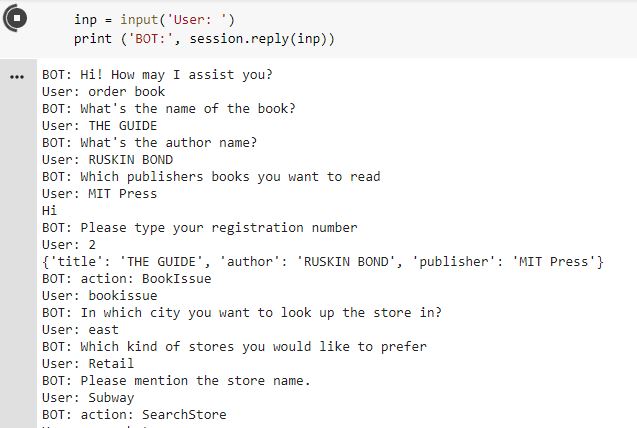 inp = input('User: ')
print ('BOT:', session.reply(inp))
BOT: Hi! How may I assist you?
User: order book
BOT: What's the name of the book?
User: THE GUIDE
BOT: What's the author name?
User: RUSKIN BOND
BOT: Which publishers books you want to read
User: MIT Press
Hi
BOT: Please type your registration number
User: 2
{'title': 'THE GUIDE', 'author': 'RUSKIN BOND', 'publisher': 'MIT Press'}
BOT: action: BookIssue
User: bookissue
BOT: In which city you want to look up the store in?
User: east
BOT: Which kind of stores you would like to prefer
User: Retail
BOT: Please mention the store name.
User: Subway
BOT: action: SearchStore